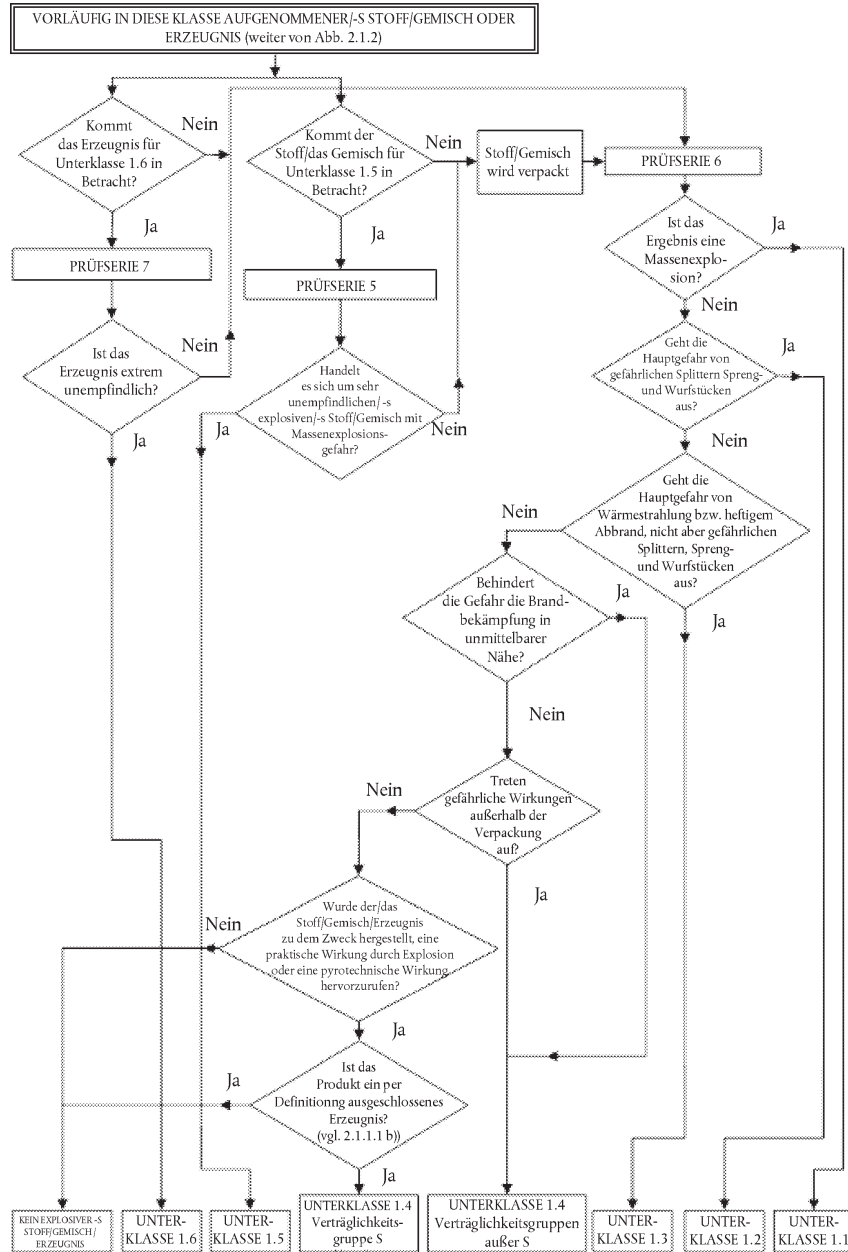 VORLÄUFIG IN DIESE KLASSE AUFGENOMMENER/-S STOFF/GEMISCH ODER
ERZEUGNIS (weiter von Abb. 2.1.2)
Kommt
das Erzeugnis für
Unterklasse 1.6 in
Betracht?
Nein
Ja
Kommt der
Stoff/das Gemisch für
Unterklasse 1.5 in
Betracht?
Nein
Ja
Stoff/Gemisch
wird verpackt
PRÜFSERIE 6
PRÜFSERIE 7
PRÜFSERIE 5
Ist das
Ergebnis eine
Massenexplo-
sion?
Ja
Nein
Ist das
Erzeugnis extrem
unempfindlich?
Nein
Ja
Handelt
es sich um sehr
unempfindlichen/-s
explosiven/-s Stoff/Gemisch mit
Massenexplosions-
gefahr?
Ja
Nein
Geht die
Hauptgefahr von
gefährlichen Splittern Spreng-
und Wurfstücken
aus?
Ja
Nein
Geht die
Hauptgefahr von
Wärmestrahlung bzw. heftigem
Abbrand, nicht aber gefährlichen
Splittern, Spreng-
und Wurfstücken
aus?
Nein
Ja
Behindert
die Gefahr die Brand-
bekämpfung in
unmittelbarer
Nähe?
Ja
Nein
Treten
gefährliche Wirkungen
außerhalb der
Verpackung
auf?
Nein
Ja
Wurde der/das
Stoff/Gemisch/Erzeugnis
zu dem Zweck hergestellt, eine
praktische Wirkung durch Explosion
oder eine pyrotechnische Wirkung
hervorzurufen?
Nein
Ja
Ist das
Produkt ein per
Definitionng ausgeschlossenes
Erzeugnis?
(vgl. 2.1.1.1 b))
Ja
Ja
KEIN EXPLOSIVER -S
STOFF/GEMISCH/
ERZEUGNIS
UNTER-
KLASSE 1.6
UNTER-
KLASSE 1.5
UNTERKLASSE 1.4
Verträglichkeits-
gruppe S
UNTERKLASSE 1.4
Verträglichkeitsgruppen
außer S
UNTER-
KLASSE 1.3
UNTER-
KLASSE 1.2
UNTER-
KLASSE 1.1